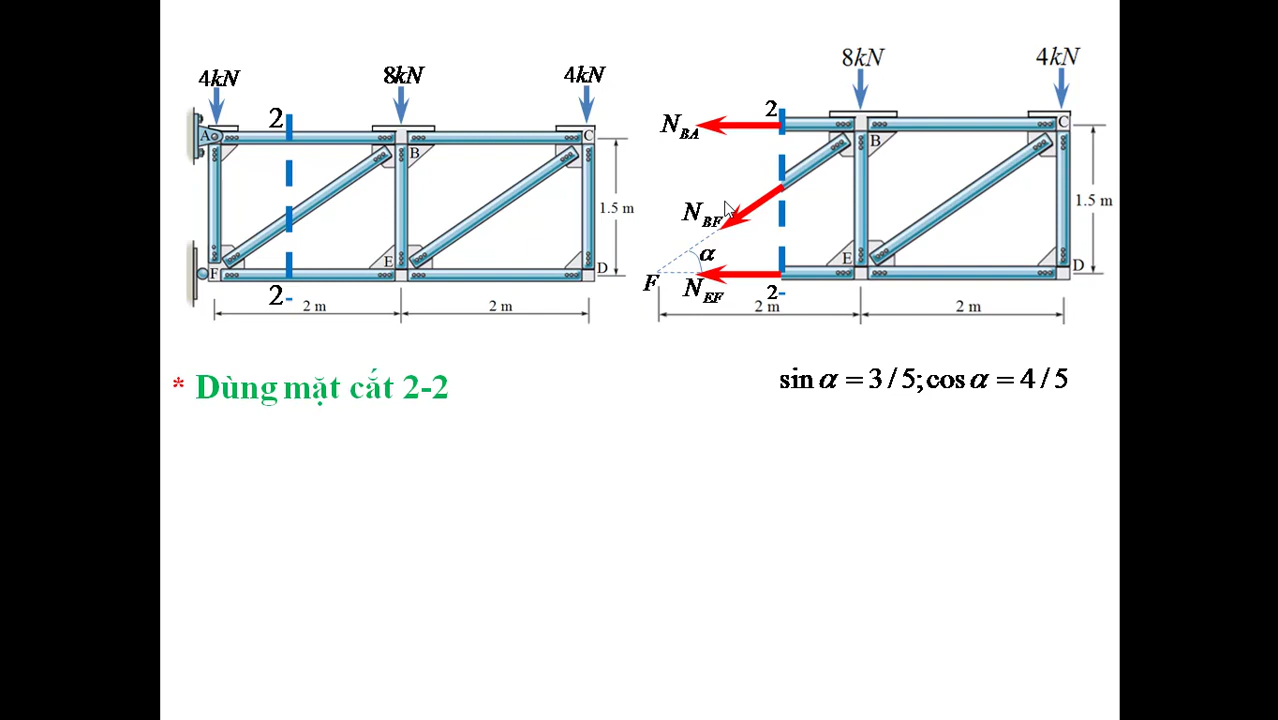 4kN 8kN 4kN
2
A B C
1.5 m
F E D
2 -
2 m 2 m
8kN 4kN
2
N_BA
B C
1.5 m
N_BF
α
F N_EF E D
2 -
2 m 2 m
* Dùng mặt cắt 2-2
sin α = 3 / 5; cos α = 4 / 5